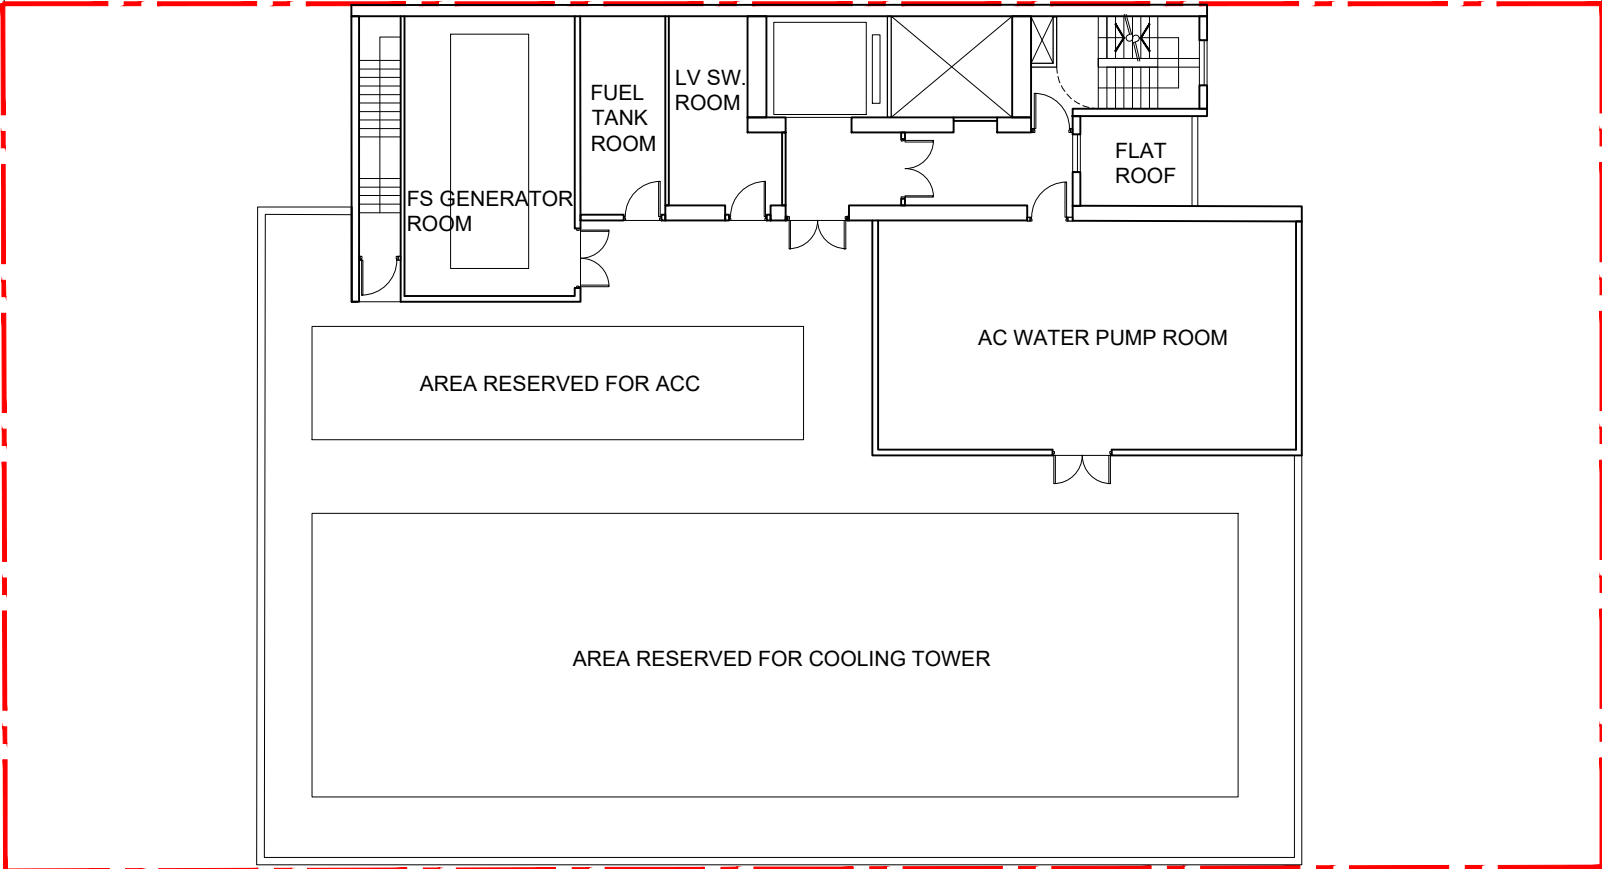 FUEL
TANK
ROOM
LV SW.
ROOM
FLAT
ROOF
FS GENERATOR
ROOM
AC WATER PUMP ROOM
AREA RESERVED FOR ACC
AREA RESERVED FOR COOLING TOWER